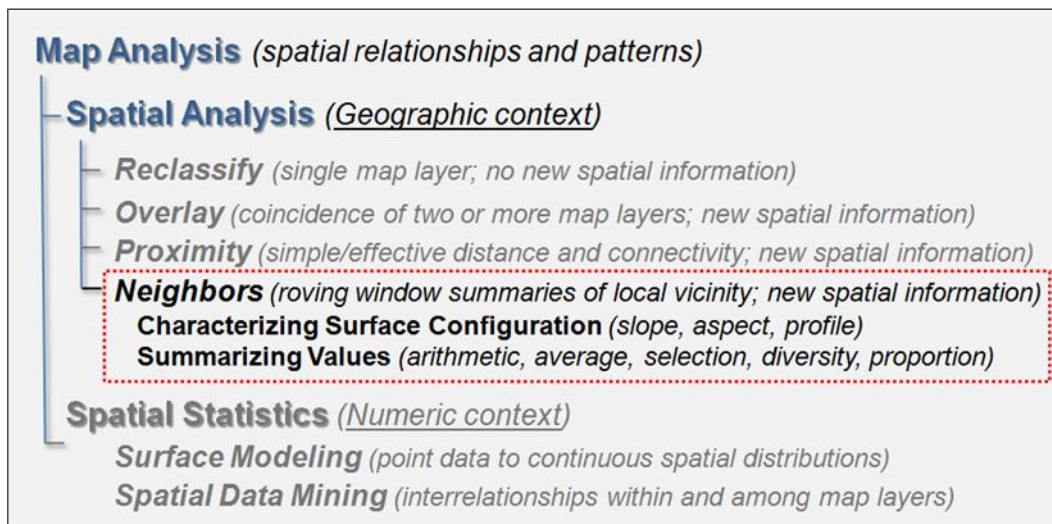 Map Analysis (spatial relationships and patterns)
Spatial Analysis (Geographic context)
Reclassify (single map layer; no new spatial information)
Overlay (coincidence of two or more map layers; new spatial information)
Proximity (simple/effective distance and connectivity; new spatial information)
Neighbors (roving window summaries of local vicinity; new spatial information)
Characterizing Surface Configuration (slope, aspect, profile)
Summarizing Values (arithmetic, average, selection, diversity, proportion)
Spatial Statistics (Numeric context)
Surface Modeling (point data to continuous spatial distributions)
Spatial Data Mining (interrelationships within and among map layers)